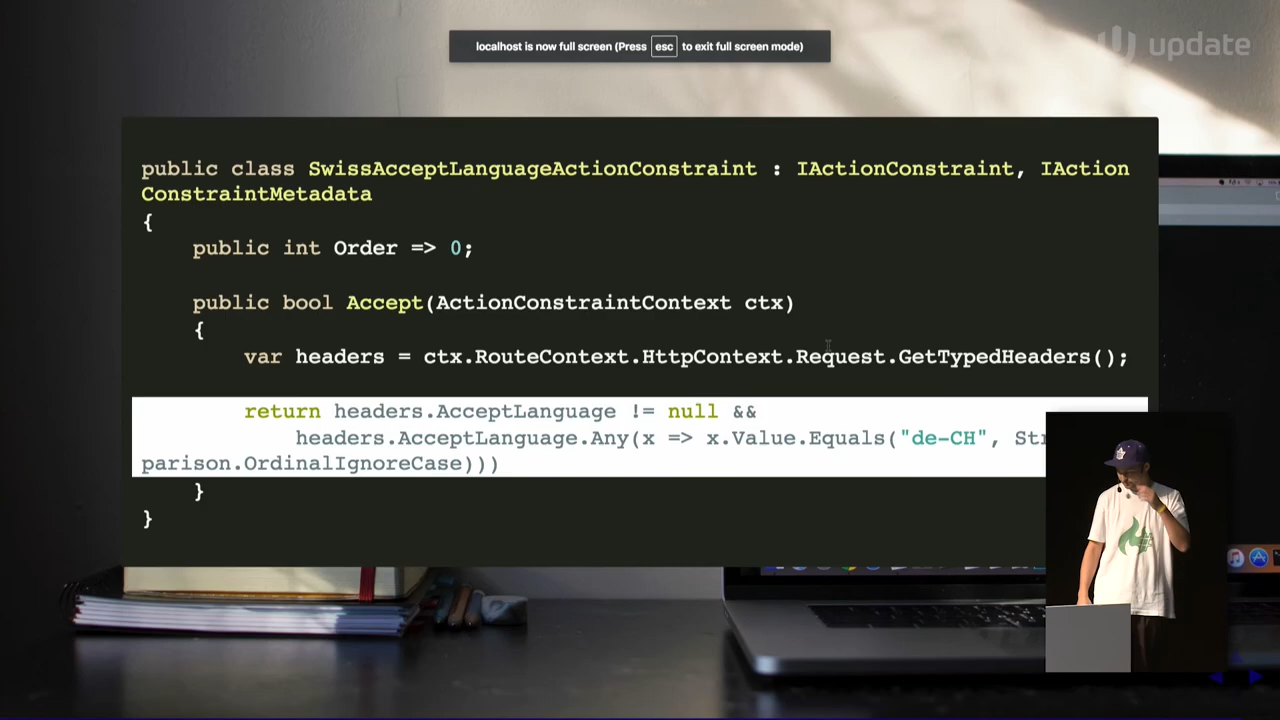 localhost is now full screen (Press esc to exit full screen mode)
update
public class SwissAcceptLanguageActionConstraint : IActionConstraint, IAction
ConstraintMetadata
{
public int Order => 0;
public bool Accept(ActionConstraintContext ctx)
{
var headers = ctx.RouteContext.HttpContext.Request.GetTypedHeaders();
return headers.AcceptLanguage != null &&
headers.AcceptLanguage.Any(x => x.Value.Equals("de-CH", Str
parison.OrdinalIgnoreCase)))
}
}